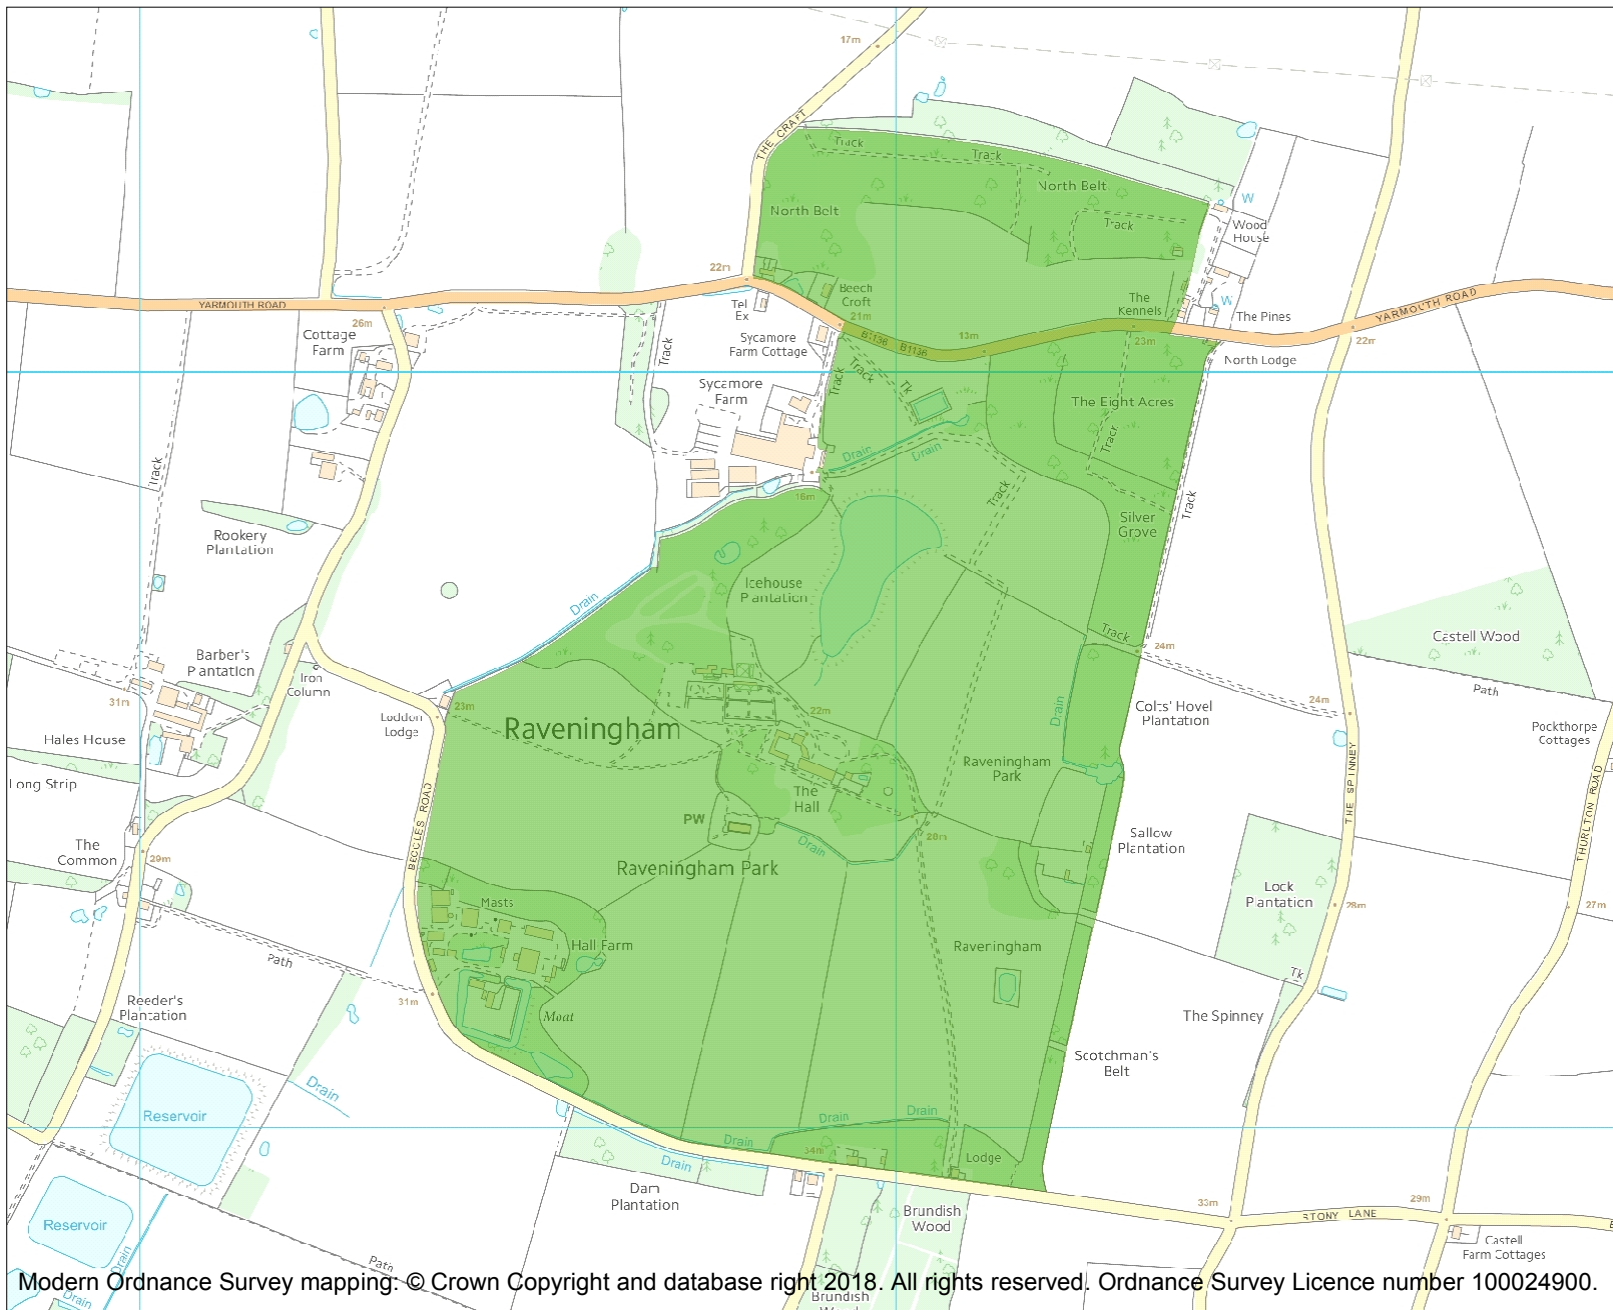 17m
THE CRAFT
Track
Track
North Belt
W
North Belt
Track
Wood
House
22m
Beech
Croft
The
Kennels
W
YARMOUTH ROAD
YARMOUTH ROAD
Tel
Ex
21m
The Pines
26m
Cottage
Farm
Sycamore
Farm Cottage
B1136
B1136
13m
23m
22m
North Lodge
Track
Track
Track
Tk
Sycamore
Farm
The Eight Acres
Track
Drain
Drain
Track
16m
Track
Track
Silver
Grove
Rookery
Plantation
Icehouse
Plantation
Drain
Track
24m
Castell Wood
Barber's
Plantation
Iron
Column
31m
Path
24m
23m
Loddon
Lodge
Raveningham
22m
Drain
Colts' Hovel
Plantation
Pockthorpe
Cottages
Hales House
Raveningham
Park
Long Strip
The
Hall
THE SPINNEY
THURLTON ROAD
BECCLES ROAD
PW
Drain
28m
Sallow
Plantation
The
Common
29m
Raveningham Park
Lock
Plantation
28m
27m
Masts
Hall Farm
Raveningham
Path
Tk
31m
Reeder's
Plantation
Moat
The Spinney
Scotchman's
Belt
Drain
Reservoir
Drain
Drain
Drain
34m
Drain
Lodge
Dam
Plantation
33m
29m
Reservoir
Brundish
Wood
STONY LANE
Castell
Farm Cottages
Drain
Path
Modern Ordnance Survey mapping: © Crown Copyright and database right 2018. All rights reserved. Ordnance Survey Licence number 100024900.
Drain
Brundish
Wood